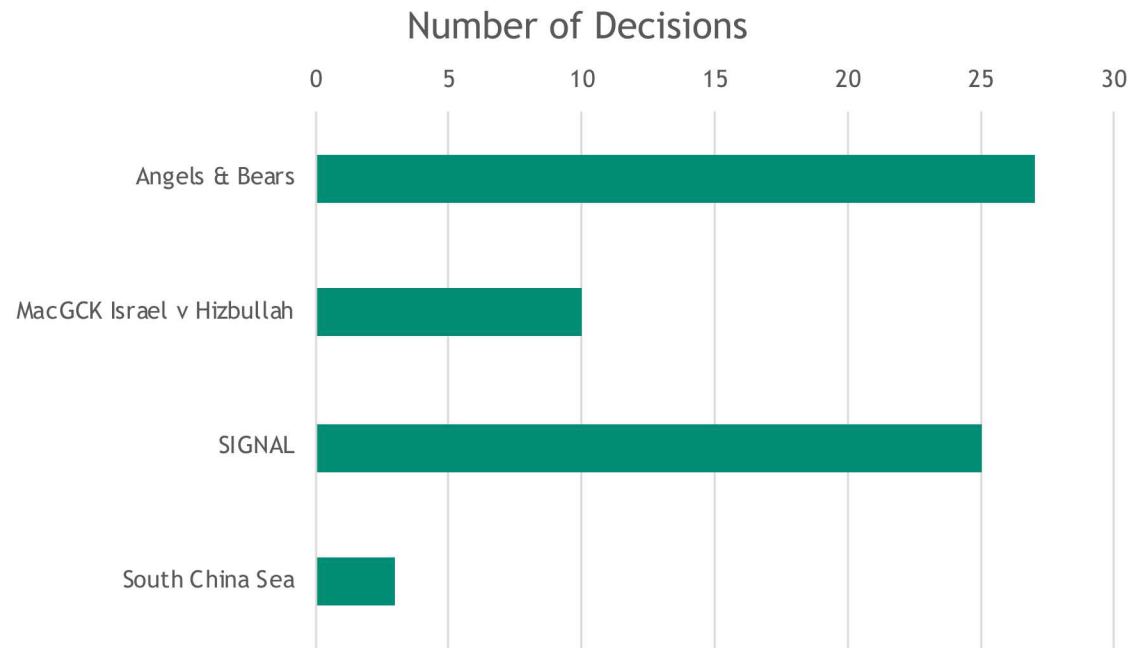 Number of Decisions
0 5 10 15 20 25 30
Angels & Bears
MacGCK Israel v Hizbullah
SIGNAL
South China Sea